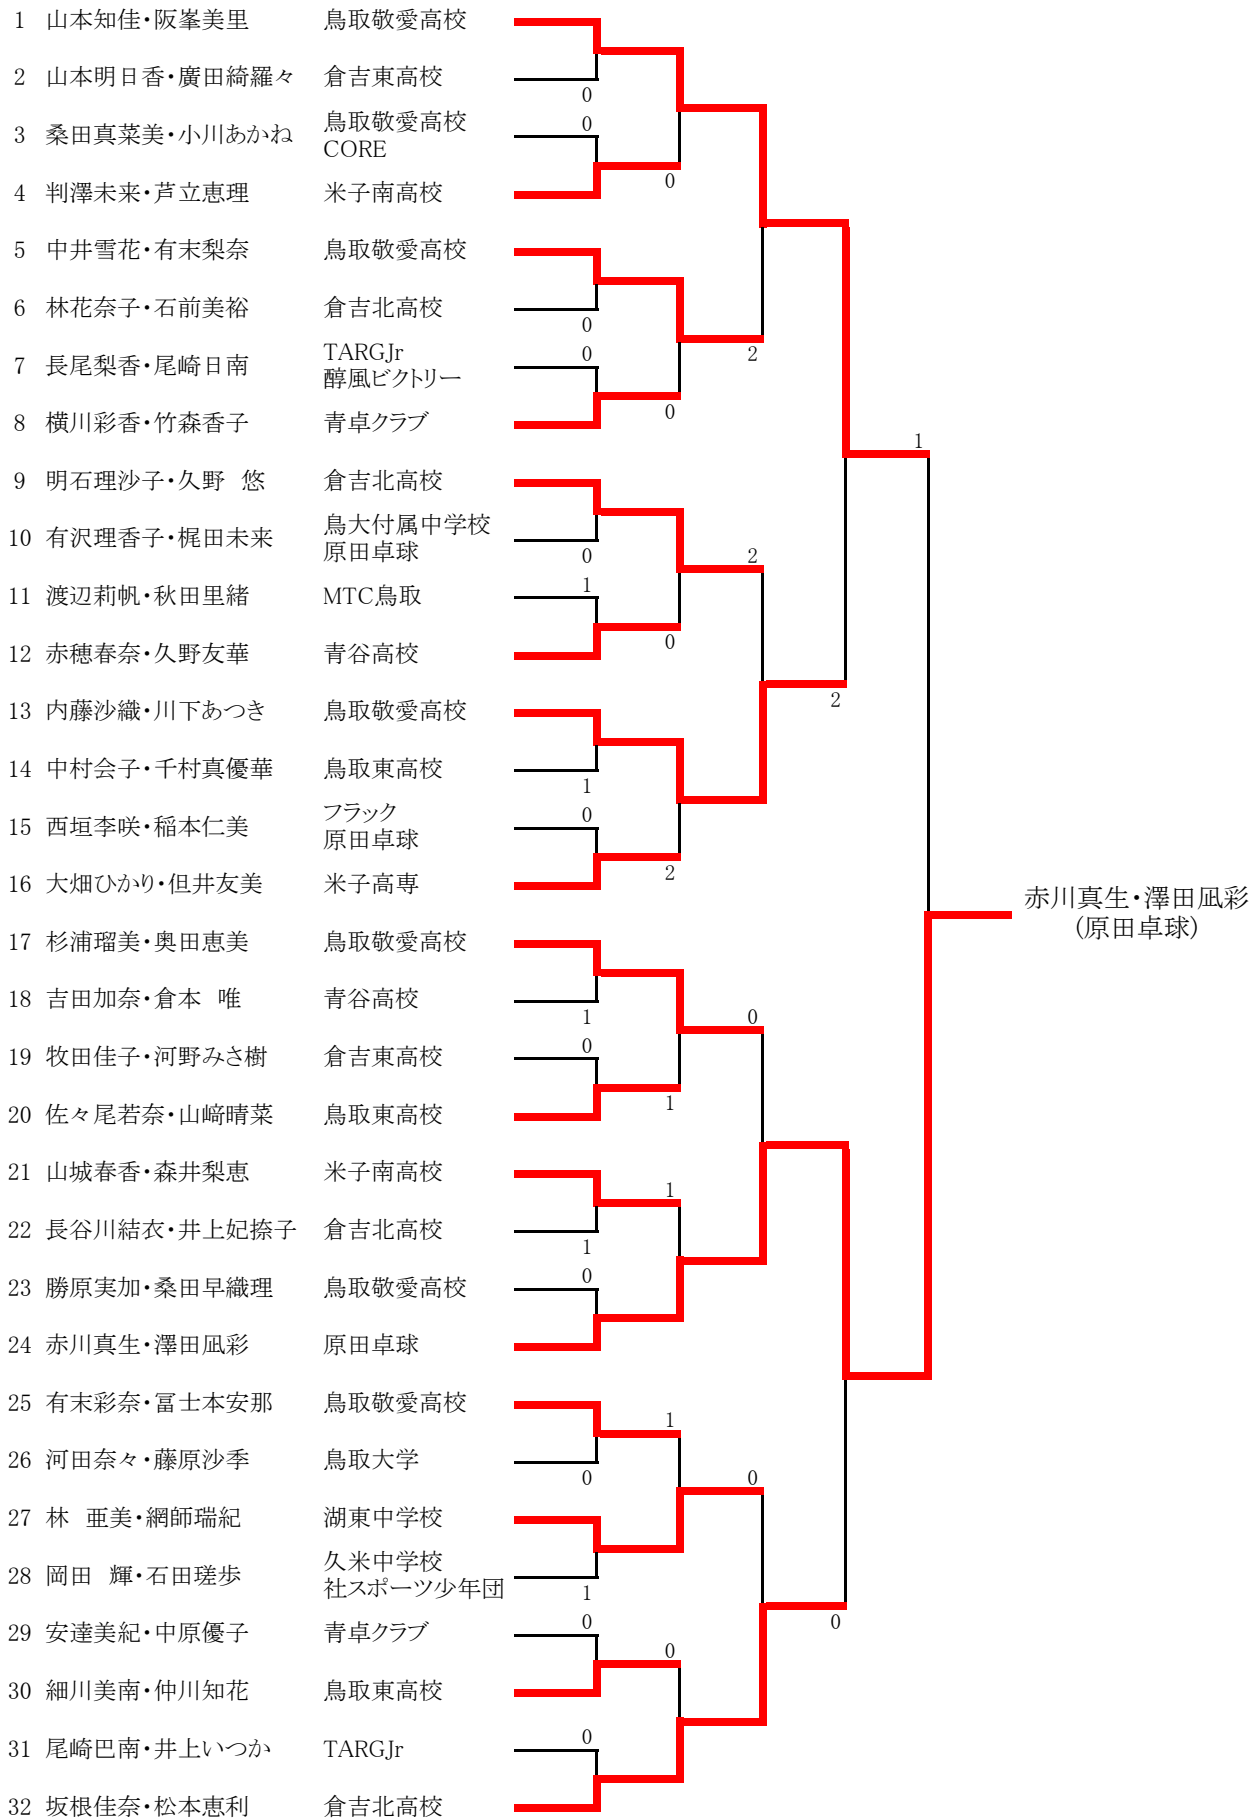 1 山本知佳・阪峯美里 鳥取敬愛高校
2 山本明日香・廣田綺羅々 倉吉東高校
0
0
3 桑田真菜美・小川あかね 鳥取敬愛高校
CORE
4 判澤未来・芦立恵理 米子南高校
0
5 中井雪花・有末梨奈 鳥取敬愛高校
6 林花奈子・石前美裕 倉吉北高校
0
7 長尾梨香・尾崎日南 TARGJr
醇風ビクトリー
0
2
8 横川彩香・竹森香子 青卓クラブ
0
1
9 明石理沙子・久野 悠 倉吉北高校
10 有沢理香子・梶田未来 鳥大付属中学校
原田卓球
0
2
11 渡辺莉帆・秋田里緒 MTC鳥取
1
12 赤穂春奈・久野友華 青谷高校
0
13 内藤沙織・川下あつき 鳥取敬愛高校
2
14 中村会子・千村真優華 鳥取東高校
1
15 西垣李咲・稲本仁美 フラック
原田卓球
0
16 大畑ひかり・但井友美 米子高専
2
赤川真生・澤田凪彩
(原田卓球)
17 杉浦瑠美・奥田恵美 鳥取敬愛高校
18 吉田加奈・倉本 唯 青谷高校
1
0
19 牧田佳子・河野みさ樹 倉吉東高校
0
20 佐々尾若奈・山﨑晴菜 鳥取東高校
1
21 山城春香・森井梨恵 米子南高校
1
22 長谷川結衣・井上妃捺子 倉吉北高校
1
23 勝原実加・桑田早織理 鳥取敬愛高校
0
24 赤川真生・澤田凪彩 原田卓球
25 有末彩奈・冨士本安那 鳥取敬愛高校
1
26 河田奈々・藤原沙季 鳥取大学
0
0
27 林 亜美・網師瑞紀 湖東中学校
28 岡田 輝・石田瑳歩 久米中学校
社スポーツ少年団
1
29 安達美紀・中原優子 青卓クラブ
0
0
30 細川美南・仲川知花 鳥取東高校
0
31 尾崎巴南・井上いつか TARGJr
0
32 坂根佳奈・松本恵利 倉吉北高校